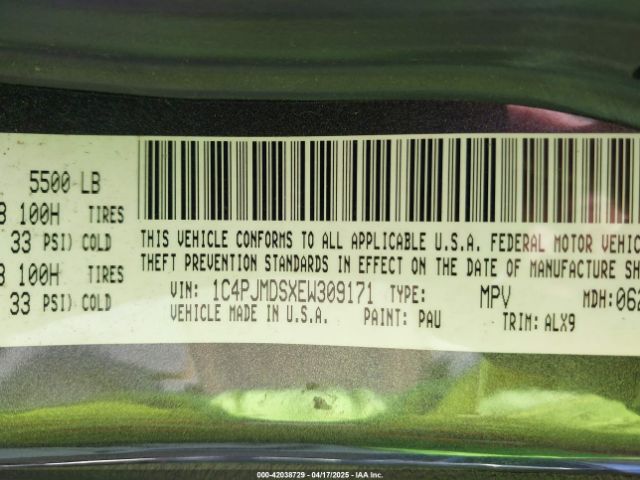 5500 LB
8 100H TIRES
33 PSI) COLD
8 100H TIRES
33 PSI) COLD
THIS VEHICLE CONFORMS TO ALL APPLICABLE U.S.A. FEDERAL MOTOR VEHIC
THEFT PREVENTION STANDARDS IN EFFECT ON THE DATE OF MANUFACTURE SH
VIN: 1C4PJMDSXEW309171 TYPE: MPV MDH:062
VEHICLE MADE IN U.S.A. PAINT: PAU TRIM: ALX9
000-42038729 - 04/17/2025 - IAA Inc.